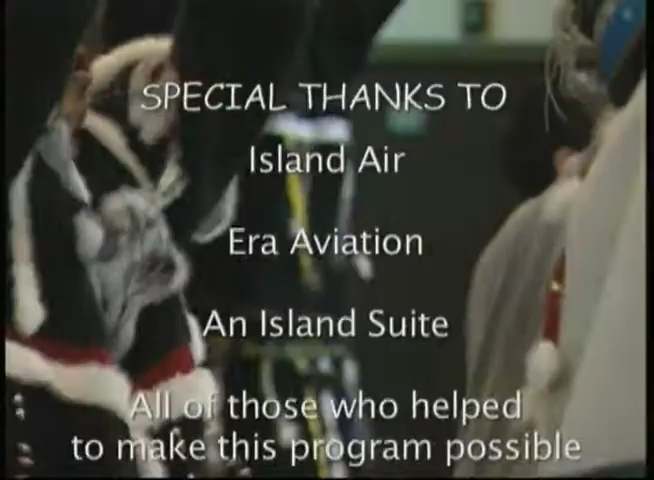 SPECIAL THANKS TO
Island Air
Era Aviation
An Island Suite
All of those who helped
to make this program possible